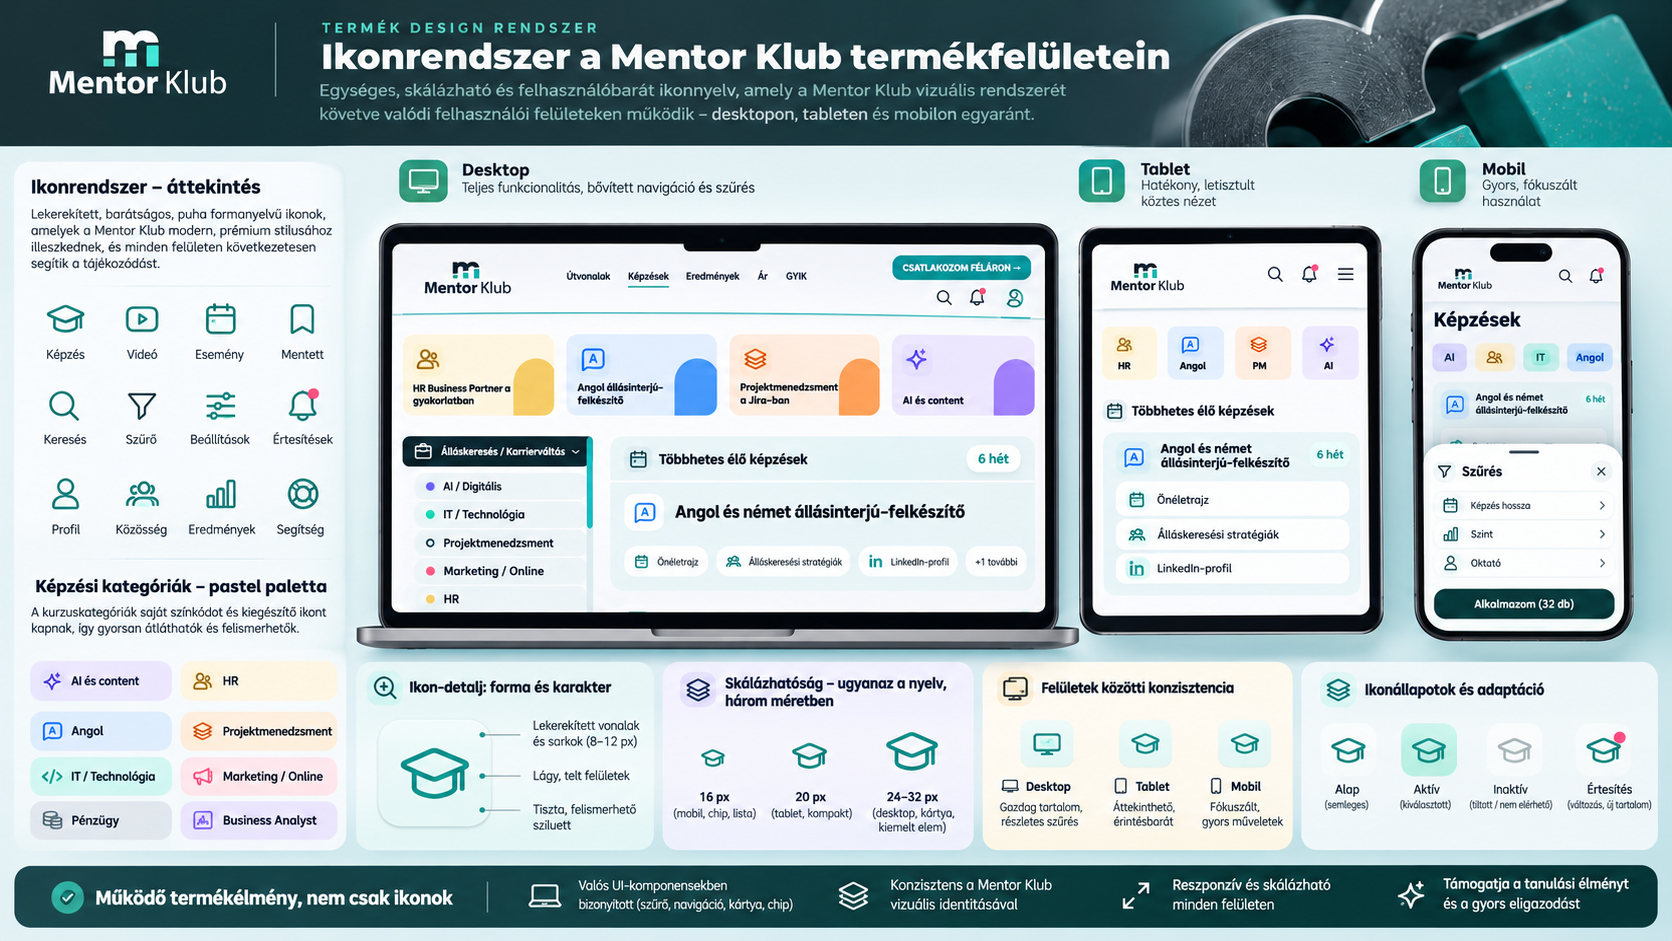 Mentor Klub
TERMÉK DESIGN RENDSZER
Ikonrendszer a Mentor Klub termékfelületein
Egységes, skálázható és felhasználóbarát ikonnyelv, amely a Mentor Klub vizuális rendszerét
követve valódi felhasználói felületeken működik – desktopon, tableten és mobilon egyaránt.
Ikonrendszer – áttekintés
Lekerekített, barátságos, puha formanyelvű ikonok,
amelyek a Mentor Klub modern, prémium stílusához
illeszkednek, és minden felületen következetesen
segítik a tájékozódást.
Képzés
Videó
Esemény
Mentett
Keresés
Szűrő
Beállítások
Értesítések
Profil
Közösség
Eredmények
Segítség
Képzési kategóriák – pastel paletta
A kurzuskategóriák saját színkódot és kiegészítő ikont
kapnak, így gyorsan átláthatók és felismerhetők.
AI és content
HR
Angol
Projektmenedzsment
IT / Technológia
Marketing / Online
Pénzügy
Business Analyst
Desktop
Teljes funkcionalitás, bővített navigáció és szűrés
Mentor Klub
Útvonalak
Képzések
Eredmények
Ár
GYIK
CSATLAKOZOM FÉLÁRON →
HR Business Partner a
gyakorlatban
Angol állásinterjú–
felkészítő
Projektmenedzsment
a Jira-ban
AI és content
Álláskeresés / Karrierváltás
AI / Digitális
IT / Technológia
Projektmenedzsment
Marketing / Online
HR
Többhetes élő képzések
6 hét
Angol és német állásinterjú-felkészítő
Önéletrajz
Álláskeresési stratégiák
LinkedIn-profil
+1 további
Tablet
Hatékony, letisztult
köztes nézet
Mentor Klub
HR
Angol
PM
AI
Többhetes élő képzések
Angol és német
állásinterjú-felkészítő
6 hét
Önéletrajz
Álláskeresési stratégiák
LinkedIn-profil
Mobil
Gyors, fókuszált
használat
Mentor Klub
Képzések
AI
IT
Angol
Angol és német
állásinterjú-felkészítő
6 hét
Szűrés
Képzés hossza
Szint
Oktató
Alkalmazom (32 db)
Ikon-detalj: forma és karakter
Lekerekített vonalak
és sarkok (8–12 px)
Lágy, telt felületek
Tiszta, felismerhető
sziluett
Skálázhatóság – ugyanaz a nyelv,
három méretben
16 px
(mobil, chip, lista)
20 px
(tablet, kompakt)
24–32 px
(desktop, kártya,
kiemelt elem)
Felületek közötti konzisztencia
Desktop
Gazdag tartalom,
részletes szűrés
Tablet
Áttekinthető,
érintésbarát
Mobil
Fókuszált,
gyors műveletek
Ikonállapotok és adaptáció
Alap
(semleges)
Aktív
(kiválasztott)
Inaktív
(tiltott / nem elérhető)
Értesítés
(változás, új tartalom)
Működő termékélmény, nem csak ikonok
Valós UI-komponensekben
bizonyított (szűrő, navigáció, kártya, chip)
Konzisztens a Mentor Klub
vizuális identitásával
Reszponzív és skálázható
minden felületen
Támogatja a tanulási élményt
és a gyors eligazodást